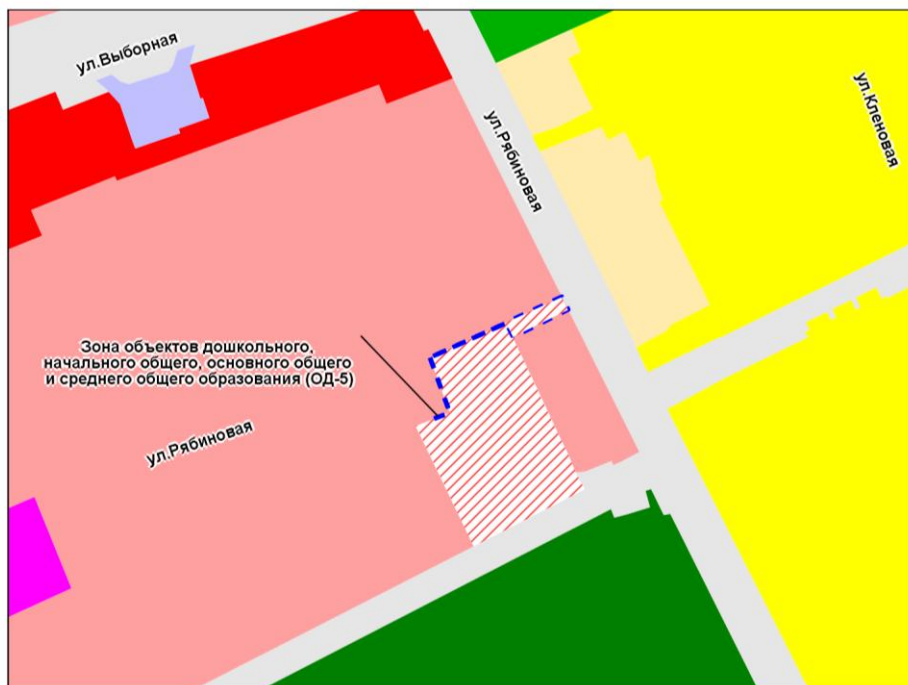 ул.Выборная
ул.Рябиновая
ул.Кленовая
Зона объектов дошкольного,
начального общего, основного общего
и среднего общего образования (ОД-5)
ул.Рябиновая